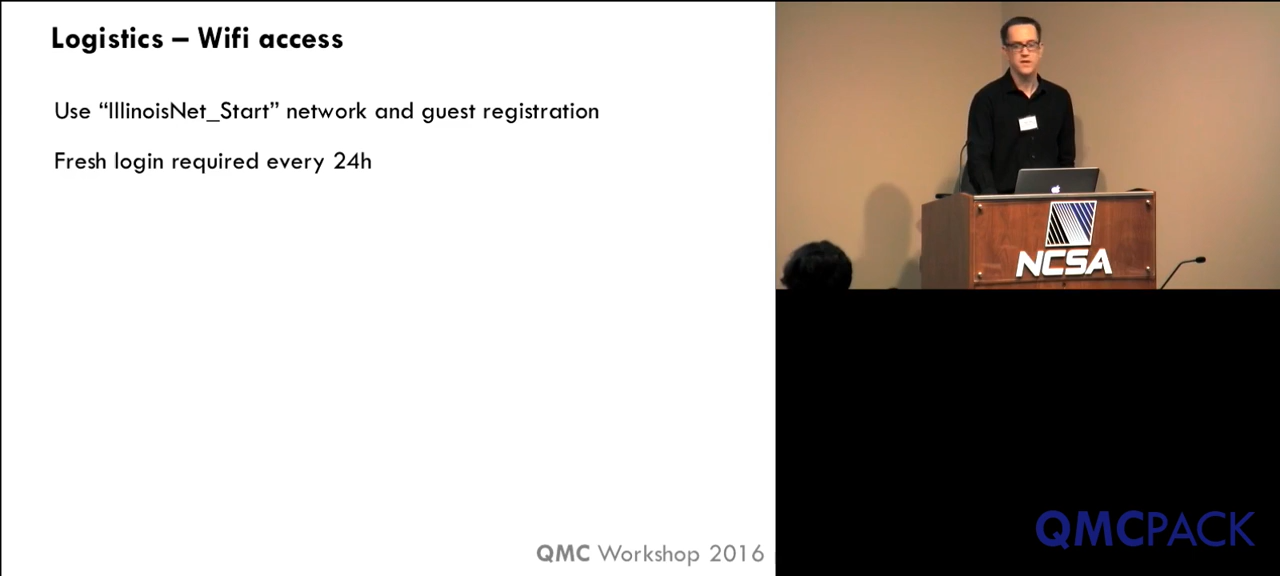 Logistics – Wifi access
Use “IllinoisNet_Start” network and guest registration
Fresh login required every 24h
QMC Workshop 2016
NCSA
QMCPACK